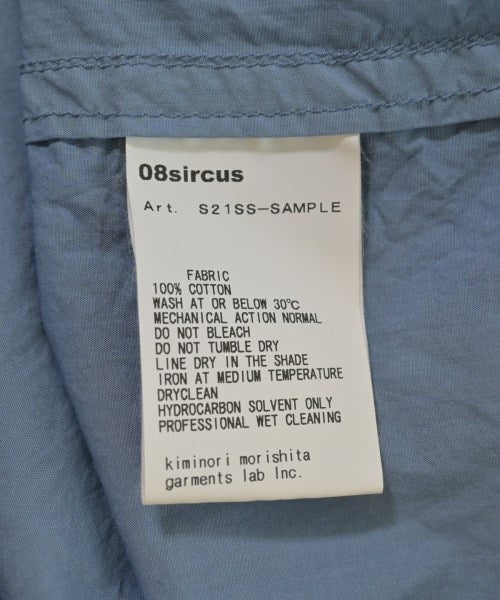 08sircus
Art. S21SS-SAMPLE
FABRIC
100% COTTON
WASH AT OR BELOW 30℃
MECHANICAL ACTION NORMAL
DO NOT BLEACH
DO NOT TUMBLE DRY
LINE DRY IN THE SHADE
IRON AT MEDIUM TEMPERATURE
DRYCLEAN
HYDROCARBON SOLVENT ONLY
PROFESSIONAL WET CLEANING
kiminori morishita
garments lab Inc.